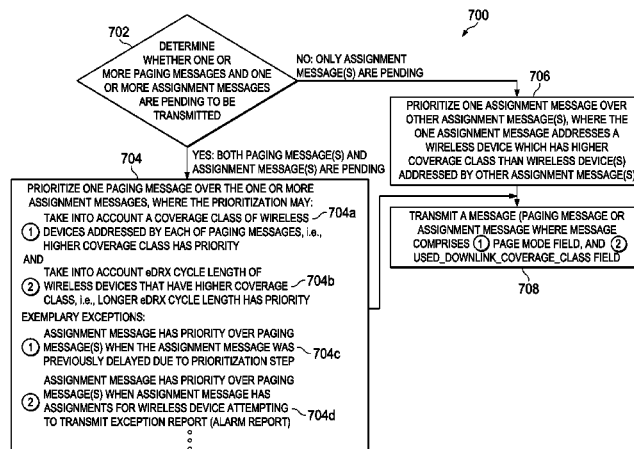 700
702
DETERMINE
WHETHER ONE OR
MORE PAGING MESSAGES AND ONE
OR MORE ASSIGNMENT MESSAGES
ARE PENDING TO BE
TRANSMITTED
NO: ONLY ASSIGNMENT
MESSAGE(S) ARE PENDING
706
PRIORITIZE ONE ASSIGNMENT MESSAGE OVER
OTHER ASSIGNMENT MESSAGE(S), WHERE THE
ONE ASSIGNMENT MESSAGE ADDRESSES A
WIRELESS DEVICE WHICH HAS HIGHER
COVERAGE CLASS THAN WIRELESS DEVICE(S)
ADDRESSED BY OTHER ASSIGNMENT MESSAGE(S)
704
YES: BOTH PAGING MESSAGE(S) AND
ASSIGNMENT MESSAGE(S) ARE PENDING
PRIORITIZE ONE PAGING MESSAGE OVER THE ONE OR MORE
ASSIGNMENT MESSAGES, WHERE THE PRIORITIZATION MAY:
TAKE INTO ACCOUNT A COVERAGE CLASS OF WIRELESS 704a
1 DEVICES ADDRESSED BY EACH OF PAGING MESSAGES, i.e.,
HIGHER COVERAGE CLASS HAS PRIORITY
AND
TAKE INTO ACCOUNT eDRX CYCLE LENGTH OF
2 WIRELESS DEVICES THAT HAVE HIGHER COVERAGE 704b
CLASS, i.e., LONGER eDRX CYCLE LENGTH HAS PRIORITY
EXEMPLARY EXCEPTIONS:
ASSIGNMENT MESSAGE HAS PRIORITY OVER PAGING
1 MESSAGE(S) WHEN THE ASSIGNMENT MESSAGE WAS
PREVIOUSLY DELAYED DUE TO PRIORITIZATION STEP 704c
ASSIGNMENT MESSAGE HAS PRIORITY OVER PAGING
2 MESSAGE(S) WHEN ASSIGNMENT MESSAGE HAS
ASSIGNMENTS FOR WIRELESS DEVICE ATTEMPTING 704d
TO TRANSMIT EXCEPTION REPORT (ALARM REPORT)
TRANSMIT A MESSAGE (PAGING MESSAGE OR
ASSIGNMENT MESSAGE WHERE MESSAGE
COMPRISES 1 PAGE MODE FIELD, AND 2
USED_DOWNLINK_COVERAGE_CLASS FIELD
708